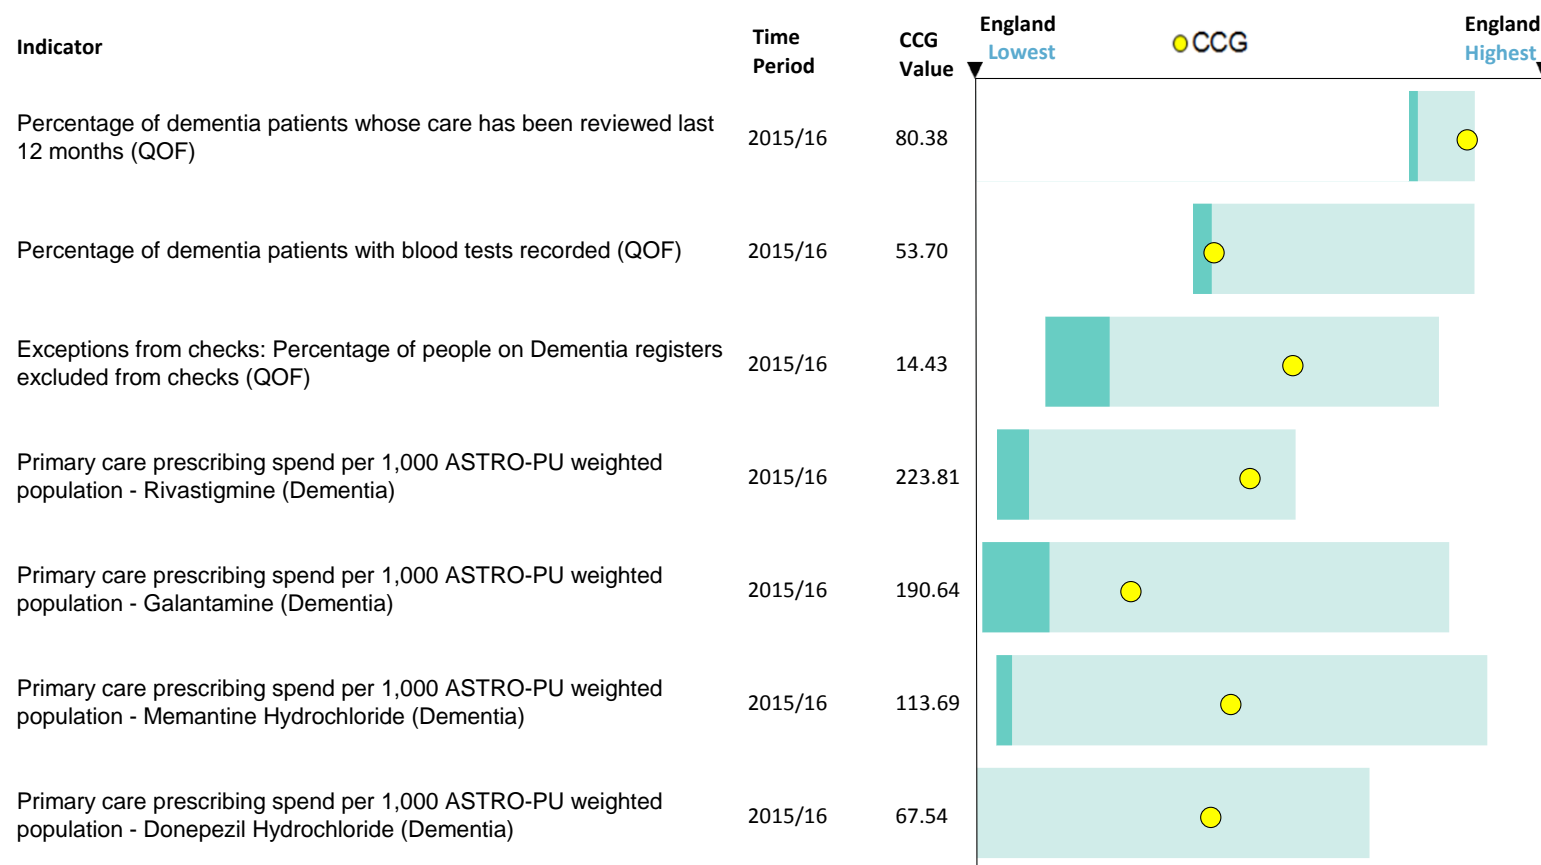 Indicator
Time
Period
CCG
Value
England
Lowest
CCG
England
Highest
Percentage of dementia patients whose care has been reviewed last
12 months (QOF)
2015/16
80.38
Percentage of dementia patients with blood tests recorded (QOF)
2015/16
53.70
Exceptions from checks: Percentage of people on Dementia registers
excluded from checks (QOF)
2015/16
14.43
Primary care prescribing spend per 1,000 ASTRO-PU weighted
population - Rivastigmine (Dementia)
2015/16
223.81
Primary care prescribing spend per 1,000 ASTRO-PU weighted
population - Galantamine (Dementia)
2015/16
190.64
Primary care prescribing spend per 1,000 ASTRO-PU weighted
population - Memantine Hydrochloride (Dementia)
2015/16
113.69
Primary care prescribing spend per 1,000 ASTRO-PU weighted
population - Donepezil Hydrochloride (Dementia)
2015/16
67.54